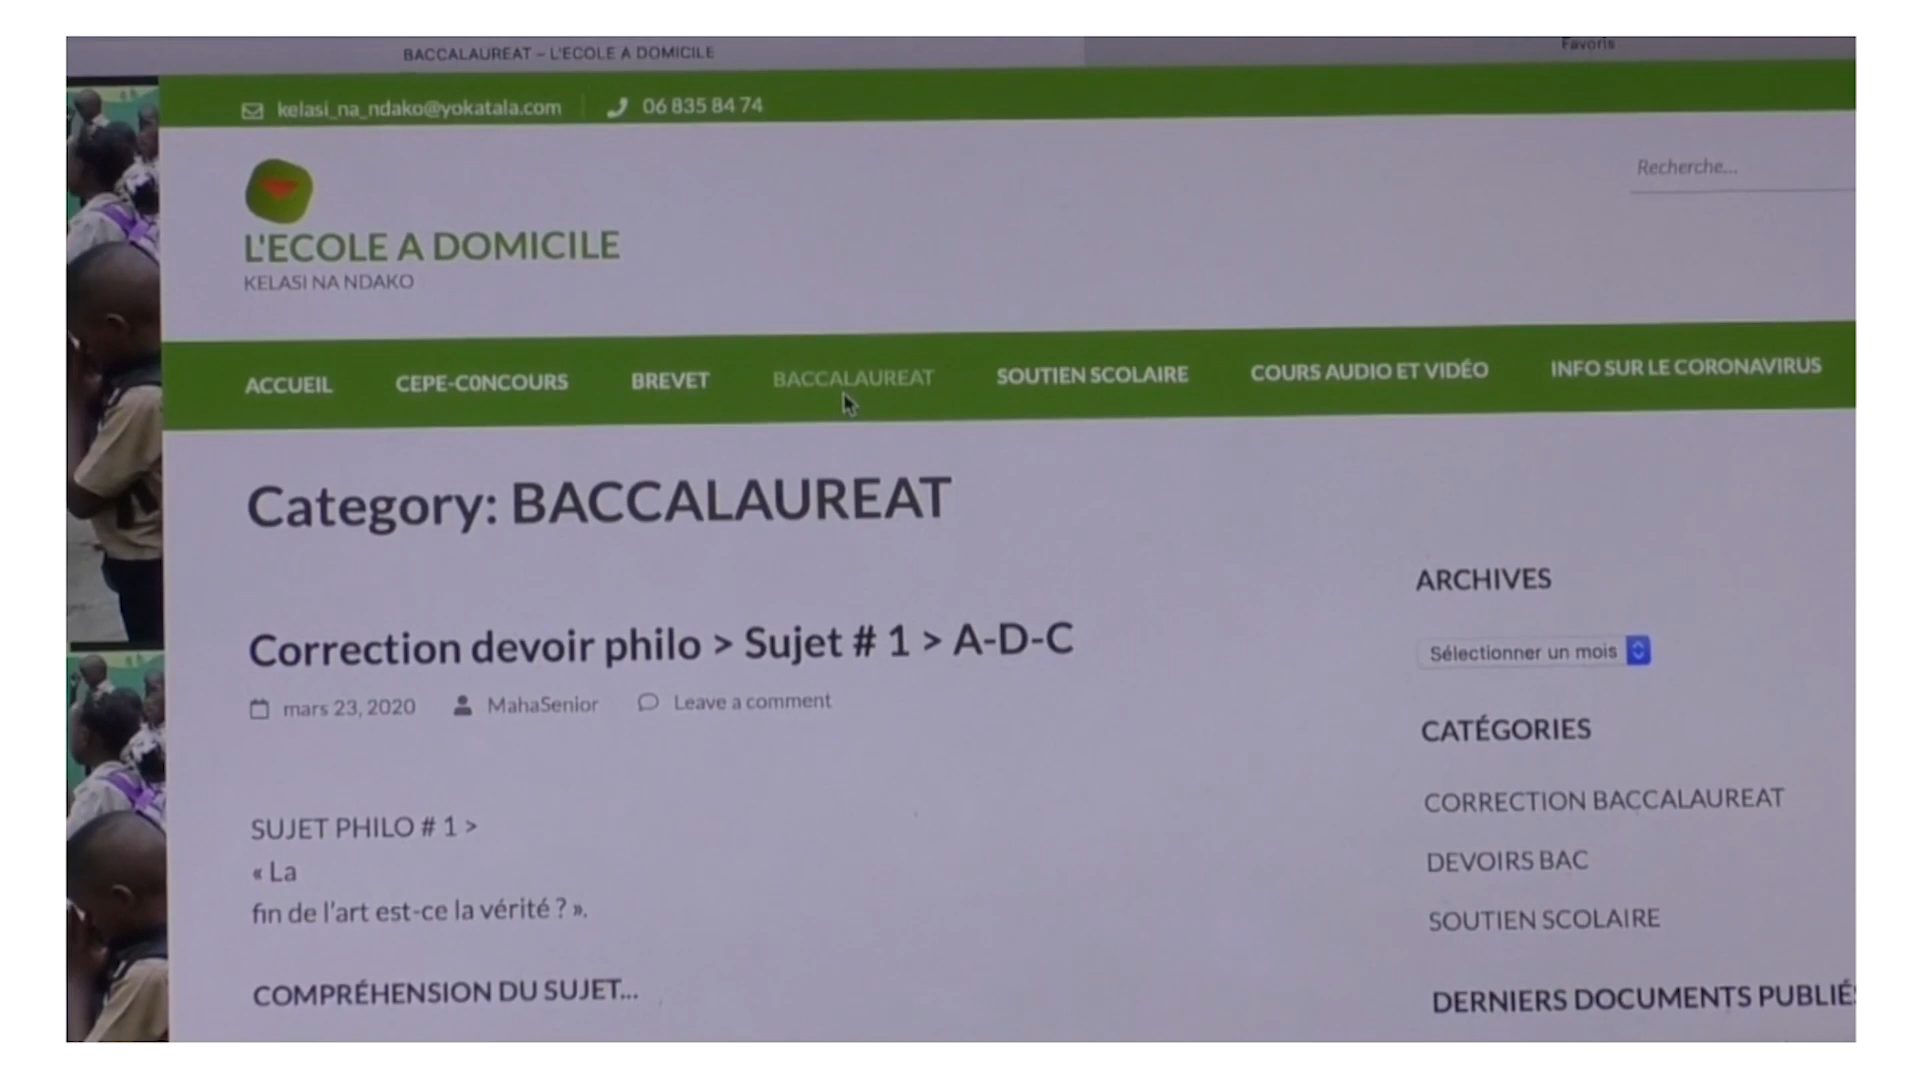 BACCALAUREAT – L'ECOLE A DOMICILE
Favoris
kelasi_na_ndako@yokatala.com
06 835 84 74
Recherche...
L'ECOLE A DOMICILE
KELASI NA NDAKO
ACCUEIL
CEPE-CONCOURS
BREVET
BACCALAUREAT
SOUTIEN SCOLAIRE
COURS AUDIO ET VIDÉO
INFO SUR LE CORONAVIRUS
Category: BACCALAUREAT
Correction devoir philo > Sujet # 1 > A-D-C
mars 23, 2020
MahaSenior
Leave a comment
SUJET PHILO # 1 >
« La
fin de l'art est-ce la vérité ? ».
COMPRÉHENSION DU SUJET...
ARCHIVES
Sélectionner un mois
CATÉGORIES
CORRECTION BACCALAUREAT
DEVOIRS BAC
SOUTIEN SCOLAIRE
DERNIERS DOCUMENTS PUBLIÉS